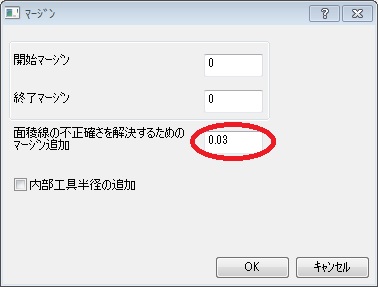 マージン
?
開始マージン
0
終了マージン
0
面稜線の不正確さを解決するための
マージン追加
0.03
内部工具半径の追加
OK
キャンセル